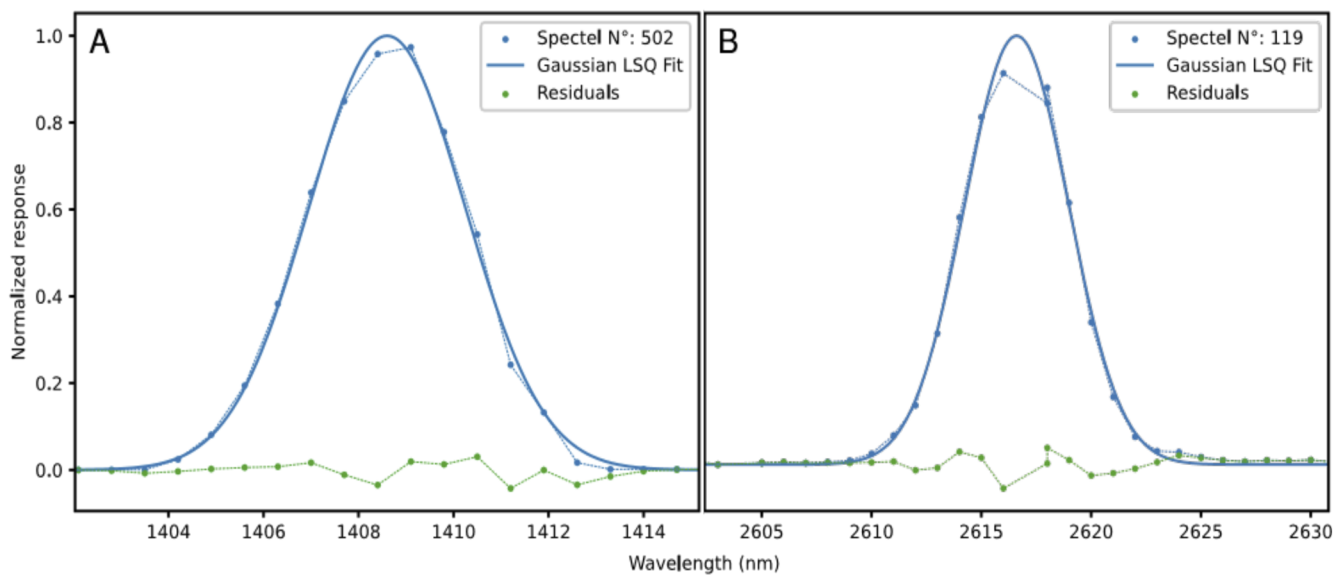 A
Spectel N°: 502
Gaussian LSQ Fit
Residuals
B
Spectel N°: 119
Gaussian LSQ Fit
Residuals
Normalized response
1.0
0.8
0.6
0.4
0.2
0.0
1404 1406 1408 1410 1412 1414
2605 2610 2615 2620 2625 2630
Wavelength (nm)